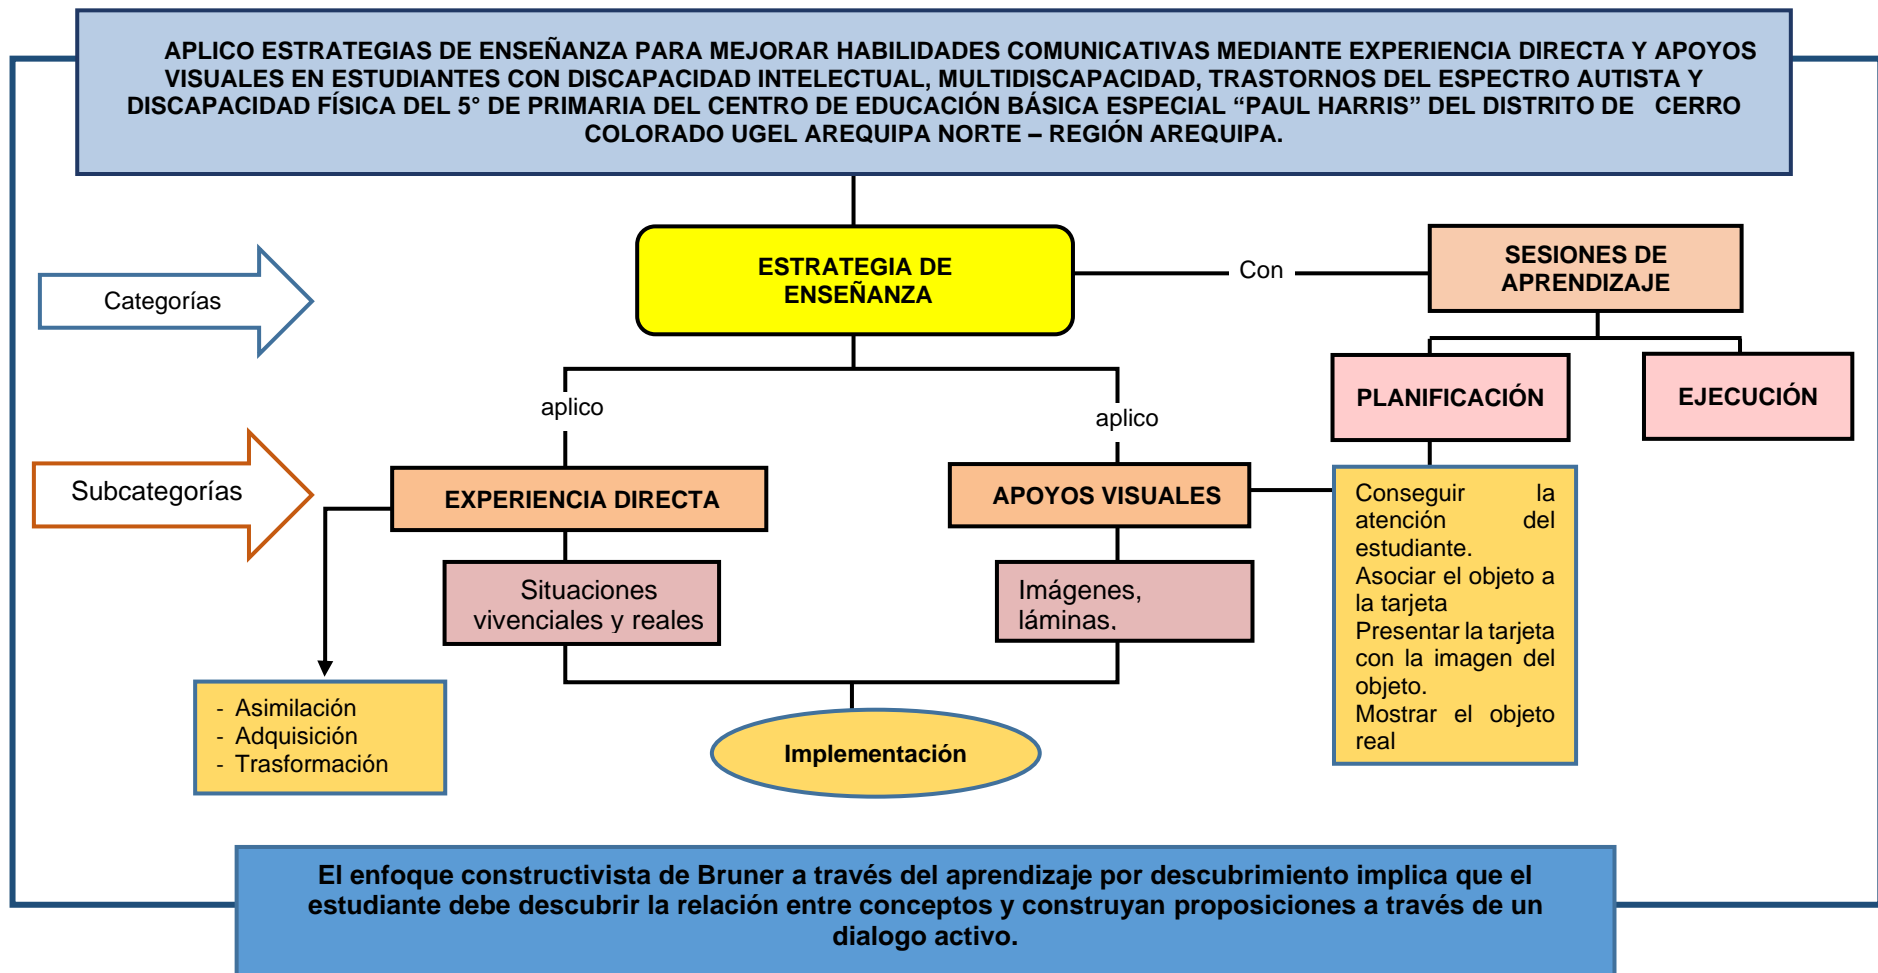 APLICO ESTRATEGIAS DE ENSEÑANZA PARA MEJORAR HABILIDADES COMUNICATIVAS MEDIANTE EXPERIENCIA DIRECTA Y APOYOS
VISUALES EN ESTUDIANTES CON DISCAPACIDAD INTELECTUAL, MULTIDISCAPACIDAD, TRASTORNOS DEL ESPECTRO AUTISTA Y
DISCAPACIDAD FÍSICA DEL 5° DE PRIMARIA DEL CENTRO DE EDUCACIÓN BÁSICA ESPECIAL “PAUL HARRIS” DEL DISTRITO DE CERRO
COLORADO UGEL AREQUIPA NORTE – REGIÓN AREQUIPA.
Categorías
ESTRATEGIA DE
ENSEÑANZA
Con
SESIONES DE
APRENDIZAJE
PLANIFICACIÓN
EJECUCIÓN
aplico
aplico
Subcategorías
EXPERIENCIA DIRECTA
APOYOS VISUALES
Conseguir la
atención del
estudiante.
Asociar el objeto a
la tarjeta
Presentar la tarjeta
con la imagen del
objeto.
Mostrar el objeto
real
Situaciones
vivenciales y reales
Imágenes,
láminas.
- Asimilación
- Adquisición
- Trasformación
Implementación
El enfoque constructivista de Bruner a través del aprendizaje por descubrimiento implica que el
estudiante debe descubrir la relación entre conceptos y construyan proposiciones a través de un
dialogo activo.